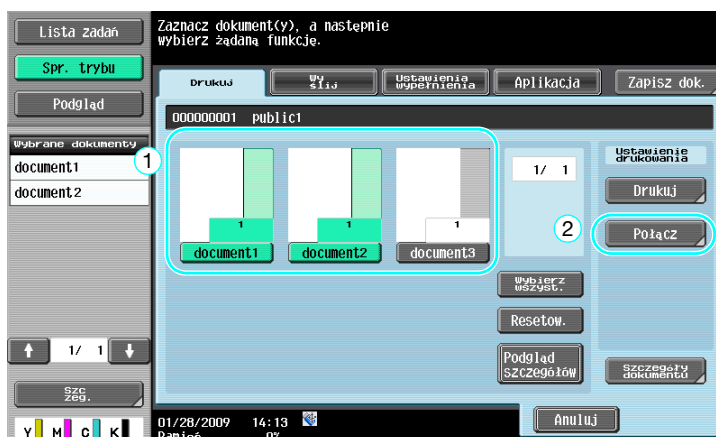 Lista zadań
Spr. trybu
Podgląd
Wybrane dokumenty
document1
document2
1/ 1
Szc
zeg.
Y M C K
Zaznacz dokument(y), a następnie
wybierz żądaną funkcję.
Drukuj
Wy
ślij
Ustawienia
wypełnienia
Aplikacja
Zapisz dok.
000000001 public1
1
1
document1
1
document2
1
document3
1/ 1
Wybierz
wszyst.
Resetow.
Podgląd
szczegółów
Ustawienie
drukowania
Drukuj
2
Połącz
Szczegóły
dokumentu
01/28/2009 14:13
Pamięć 0%
Anuluj